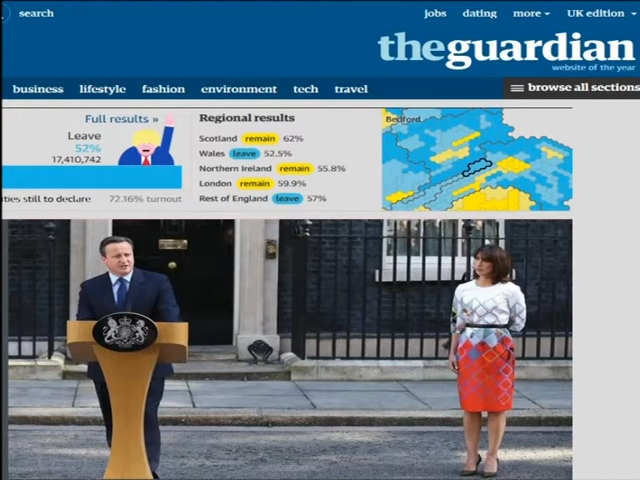 search
jobs dating more UK edition
theguardian
website of the year
business lifestyle fashion environment tech travel
browse all sections
Full results »
Leave
52%
17,410,742
ties still to declare 72.16% turnout
Regional results
Scotland remain 62%
Wales leave 52.5%
Northern Ireland remain 55.8%
London remain 59.9%
Rest of England leave 57%
Bedford